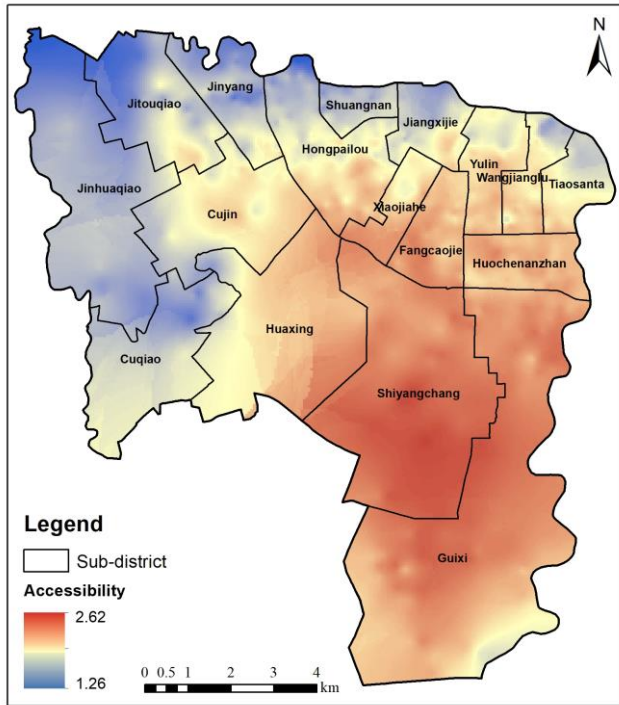 N
Jinyang
Jitouqiao
Shuangnan
Jiangxijie
Hongpailou
Yulin
Wangjianglu
Tiaosanta
Jinhuaqiao
Cujin
Xiaojiahe
Fangcaojie
Huochenanzhan
Huaxing
Cuqiao
Shiyangchang
Guixi
Legend
Sub-district
Accessibility
2.62
1.26
0 0.5 1 2 3 4
km